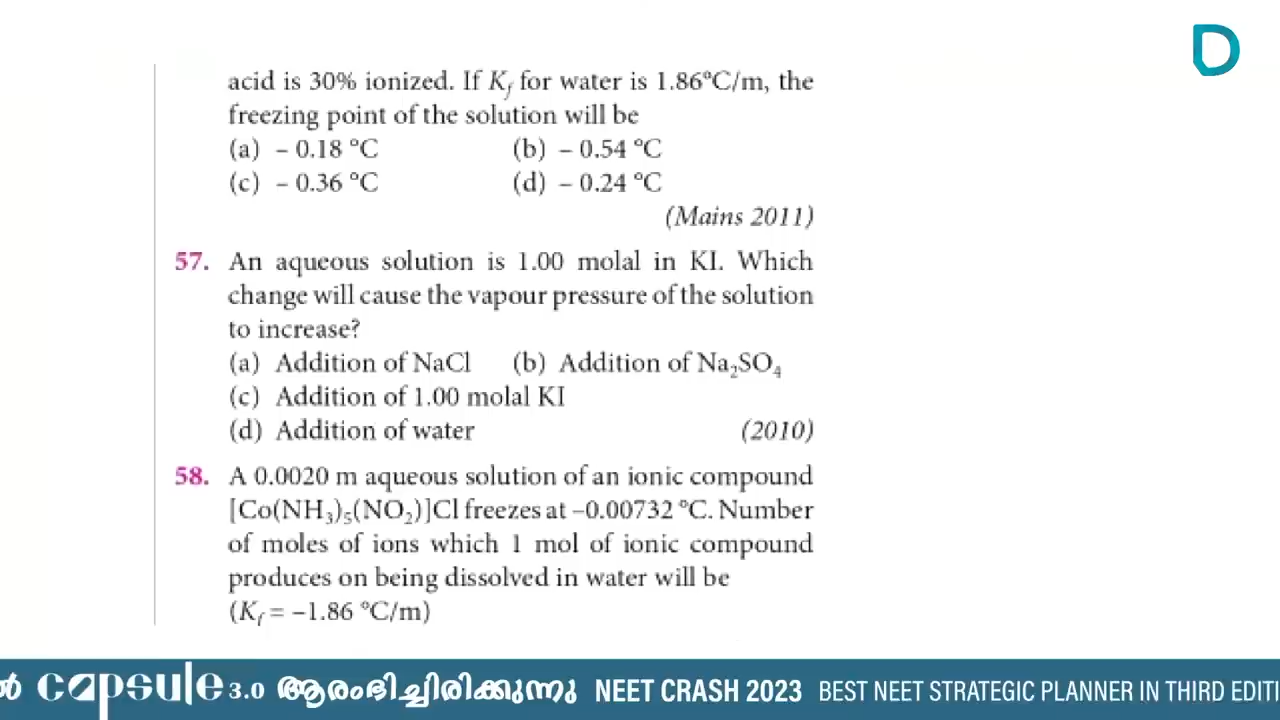 D
acid is 30% ionized. If K_f for water is 1.86°C/m, the
freezing point of the solution will be
(a) – 0.18 °C (b) – 0.54 °C
(c) – 0.36 °C (d) – 0.24 °C
(Mains 2011)
57. An aqueous solution is 1.00 molal in KI. Which
change will cause the vapour pressure of the solution
to increase?
(a) Addition of NaCl (b) Addition of Na₂SO₄
(c) Addition of 1.00 molal KI
(d) Addition of water (2010)
58. A 0.0020 m aqueous solution of an ionic compound
[Co(NH₃)₅(NO₂)]Cl freezes at –0.00732 °C. Number
of moles of ions which 1 mol of ionic compound
produces on being dissolved in water will be
(K_f = –1.86 °C/m)
capsule 3.0 ആരംഭിച്ചിരിക്കുന്നു NEET CRASH 2023 BEST NEET STRATEGIC PLANNER IN THIRD EDITI